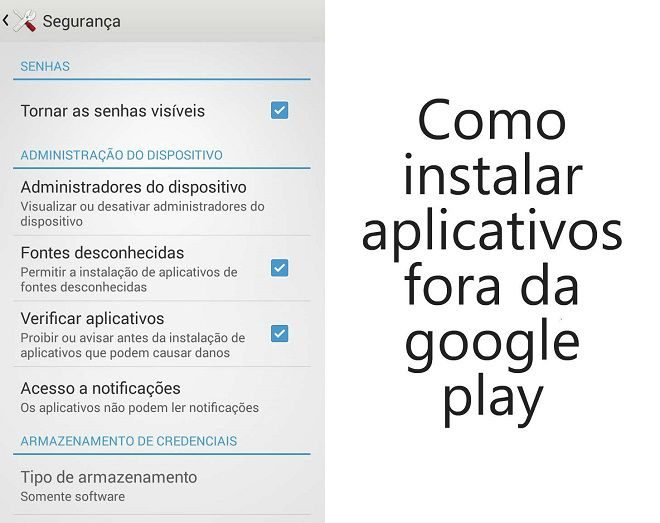 Segurança
SENHAS
Tornar as senhas visíveis
ADMINISTRAÇÃO DO DISPOSITIVO
Administradores do dispositivo
Visualizar ou desativar administradores do
dispositivo
Fontes desconhecidas
Permitir a instalação de aplicativos de
fontes desconhecidas
Verificar aplicativos
Proibir ou avisar antes da instalação de
aplicativos que podem causar danos
Acesso a notificações
Os aplicativos não podem ler notificações
ARMAZENAMENTO DE CREDENCIAIS
Tipo de armazenamento
Somente software
Como
instalar
aplicativos
fora da
google
play